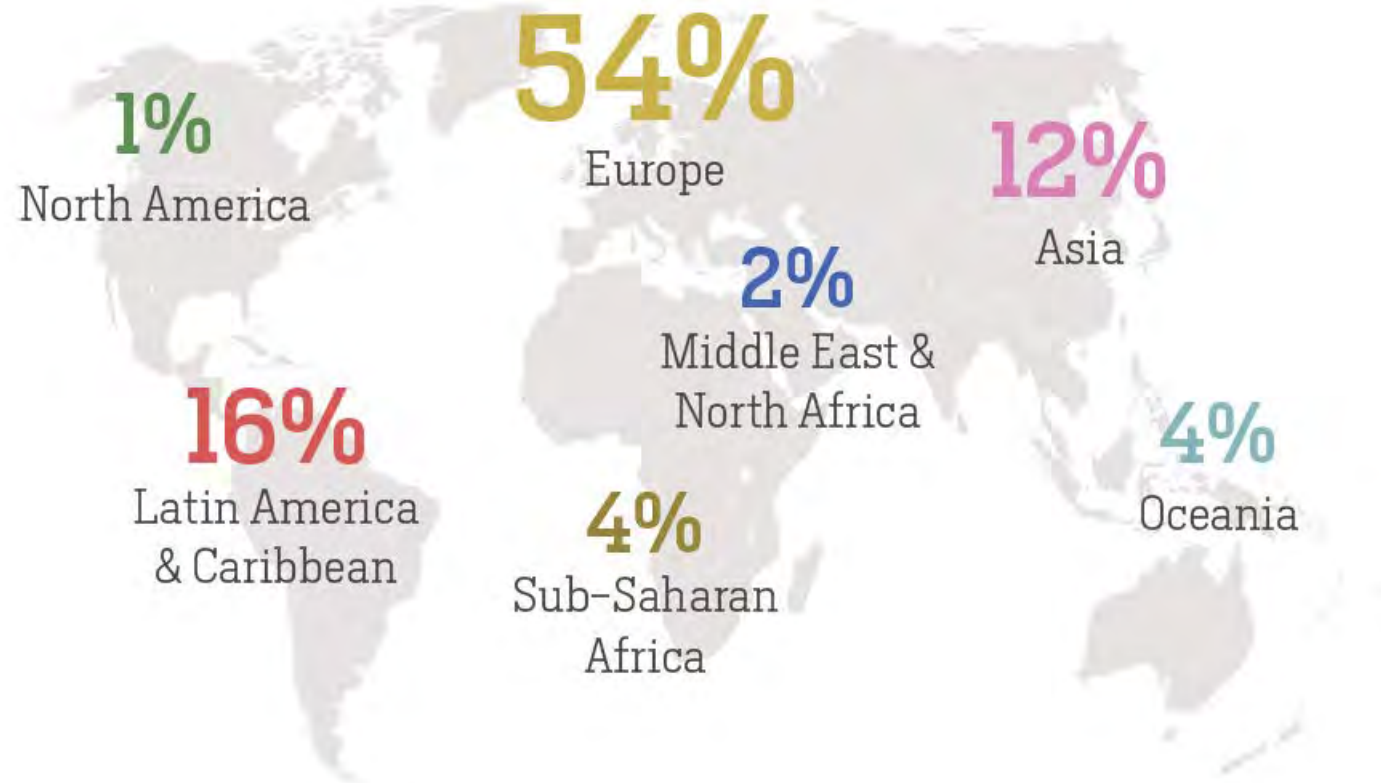 54%
Europe
1%
North America
12%
Asia
2%
Middle East &
North Africa
16%
Latin America
& Caribbean
4%
Oceania
4%
Sub-Saharan
Africa